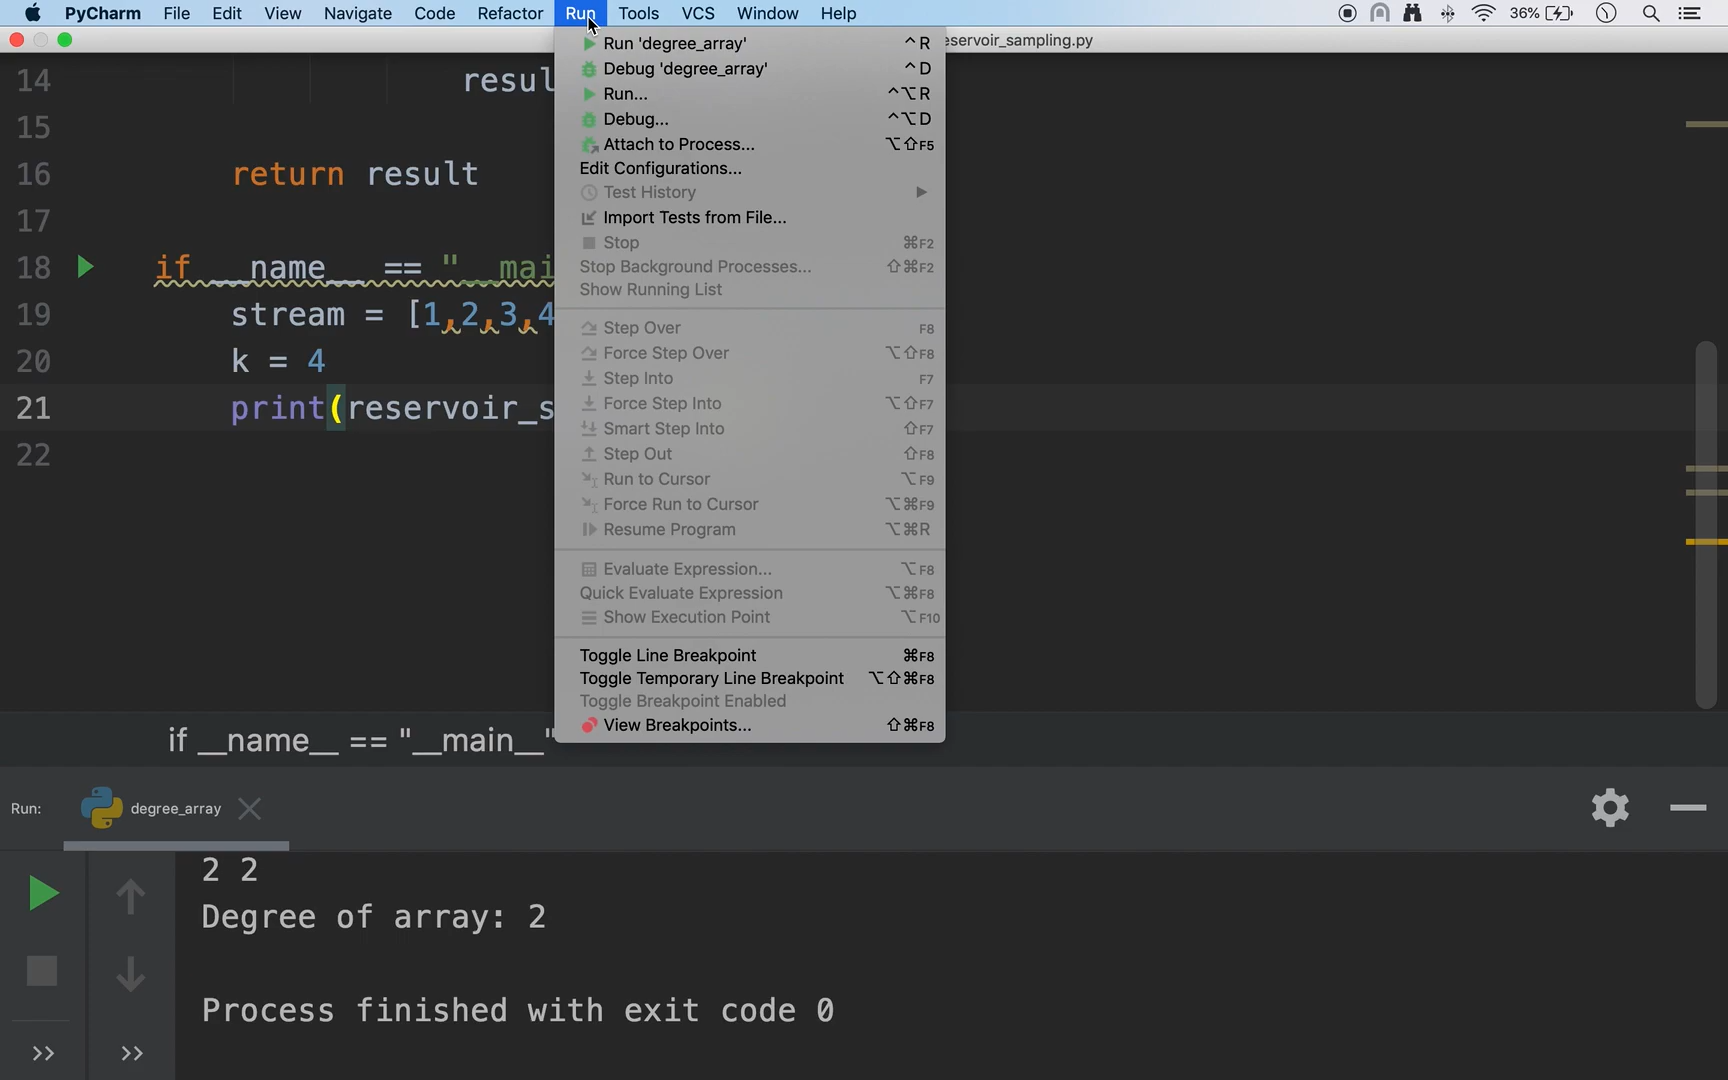 PyCharm File Edit View Navigate Code Refactor Run Tools VCS Window Help 36%
eservoir_sampling.py
Run 'degree_array' ^R
Debug 'degree_array' ^D
Run... ^⌥R
Debug... ^⌥D
Attach to Process... ⌥⇧F5
Edit Configurations...
Test History
Import Tests from File...
Stop ⌘F2
Stop Background Processes... ⇧⌘F2
Show Running List
Step Over F8
Force Step Over ⌥⇧F8
Step Into F7
Force Step Into ⌥⇧F7
Smart Step Into ⇧F7
Step Out ⇧F8
Run to Cursor ⌥F9
Force Run to Cursor ⌥⌘F9
Resume Program ⌥⌘R
Evaluate Expression... ⌥F8
Quick Evaluate Expression ⌥⌘F8
Show Execution Point ⌥F10
Toggle Line Breakpoint ⌘F8
Toggle Temporary Line Breakpoint ⌥⇧⌘F8
Toggle Breakpoint Enabled
View Breakpoints... ⇧⌘F8
14 resul
15
16 return result
17
18 if __name__ == "__mai
19 stream = [1,2,3,4
20 k = 4
21 print(reservoir_s
22
if __name__ == "__main__"
Run: degree_array
2 2
Degree of array: 2
Process finished with exit code 0